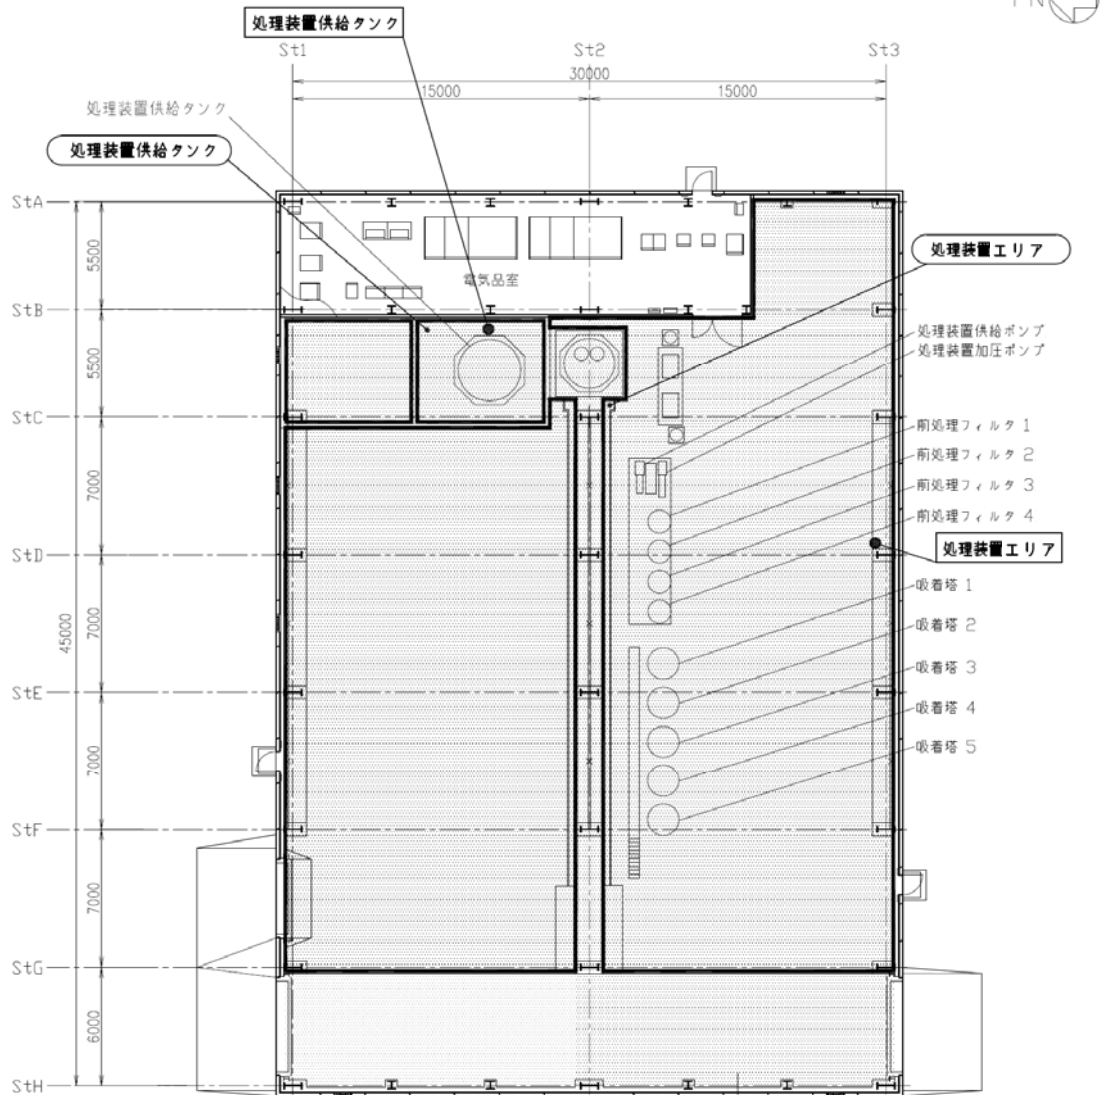 PN
処理装置供給タンク
St1
St2
St3
30000
15000
15000
処理装置供給タンク
処理装置供給タンク
StA
5500
処理装置エリア
電気品室
StB
処理装置供給ポンプ
処理装置加圧ポンプ
5500
StC
前処理フィルタ 1
前処理フィルタ 2
7000
前処理フィルタ 3
前処理フィルタ 4
StD
処理装置エリア
吸着塔 1
7000
45000
吸着塔 2
吸着塔 3
StE
吸着塔 4
吸着塔 5
7000
StF
7000
StG
6000
StH